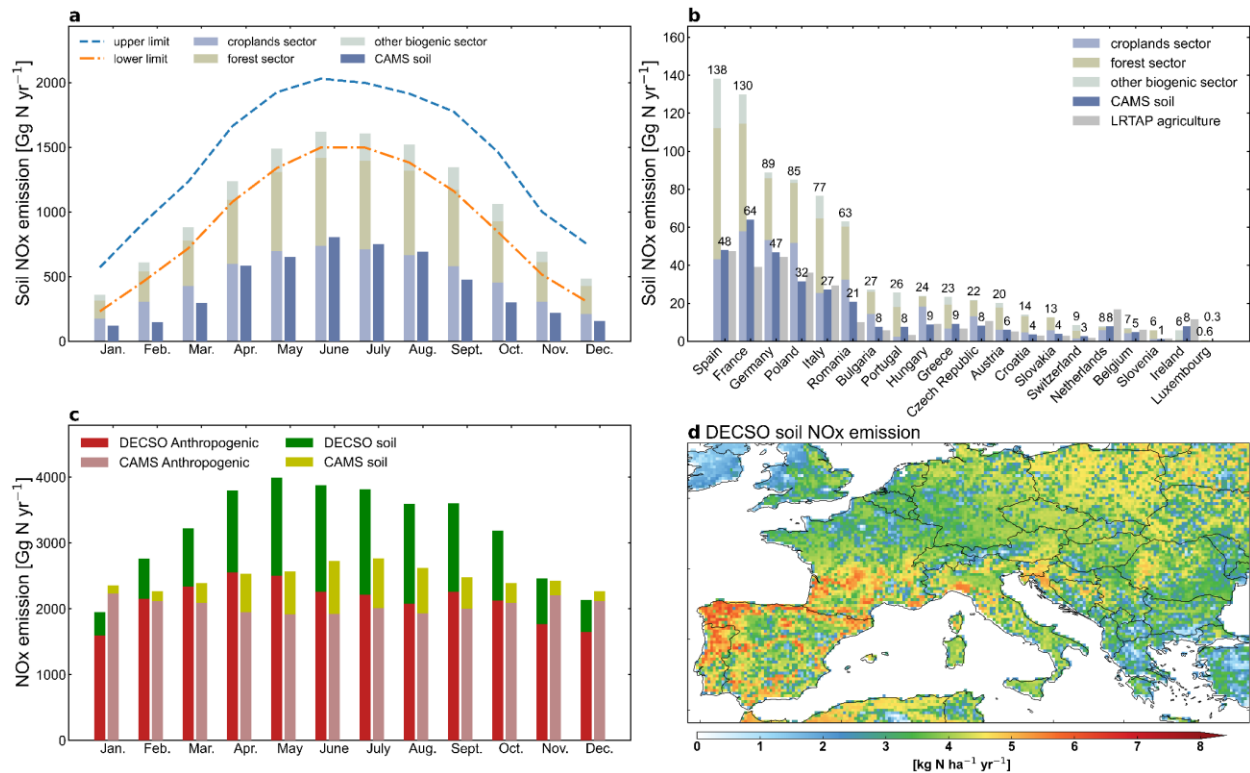 a
upper limit
lower limit
croplands sector
forest sector
other biogenic sector
CAMS soil
Soil NOx emission [Gg N yr⁻¹]
2000
1500
1000
500
0
Jan. Feb. Mar. Apr. May June July Aug. Sept. Oct. Nov. Dec.
b
croplands sector
forest sector
other biogenic sector
CAMS soil
LRTAP agriculture
Soil NOx emission [Gg N yr⁻¹]
160
140
120
100
80
60
40
20
0
138 130 89 85 77 63 27 26 24 23 22 20 14 13 9 8 7 6 6 0.3
48 64 47 32 27 21 8 8 9 9 8 6 4 4 3 8 5 1 8 0.6
Spain
France
Germany
Poland
Italy
Romania
Bulgaria
Portugal
Hungary
Greece
Czech Republic
Austria
Croatia
Slovakia
Switzerland
Netherlands
Belgium
Slovenia
Ireland
Luxembourg
c
DECSO Anthropogenic
CAMS Anthropogenic
DECSO soil
CAMS soil
NOx emission [Gg N yr⁻¹]
4000
3000
2000
1000
0
Jan. Feb. Mar. Apr. May June July Aug. Sept. Oct. Nov. Dec.
d DECSO soil NOx emission
0 1 2 3 4 5 6 7 8
[kg N ha⁻¹ yr⁻¹]